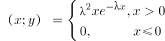 (x; y) = { λ²xe^{-λx}, x > 0
0, x ≤ 0